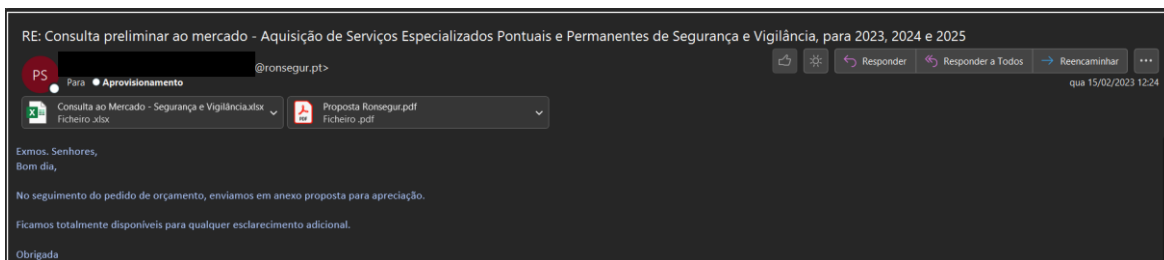 RE: Consulta preliminar ao mercado - Aquisição de Serviços Especializados Pontuais e Permanentes de Segurança e Vigilância, para 2023, 2024 e 2025
PS
@ronsegur.pt>
Responder
Responder a Todos
Reencaminhar
Para Aprovisionamento
qua 15/02/2023 12:24
Consulta ao Mercado - Segurança e Vigilância.xlsx
Ficheiro .xlsx
Proposta Ronsegur.pdf
Ficheiro .pdf
Exmos. Senhores,
Bom dia,
No seguimento do pedido de orçamento, enviamos em anexo proposta para apreciação.
Ficamos totalmente disponíveis para qualquer esclarecimento adicional.
Obrigada